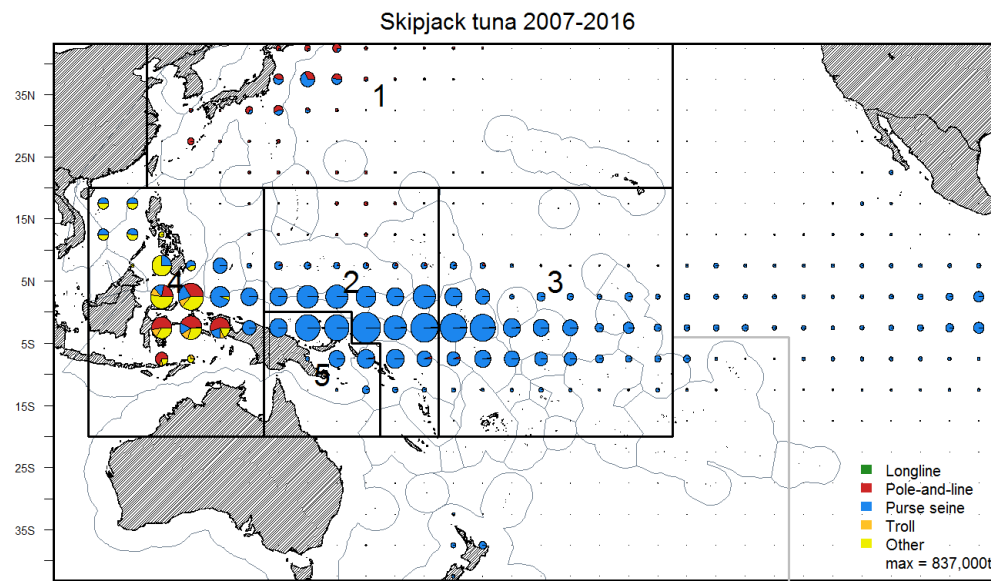 Skipjack tuna 2007-2016
35N
25N
15N
5N
5S
15S
25S
35S
1
2
3
4
5
Longline
Pole-and-line
Purse seine
Troll
Other
max = 837,000t